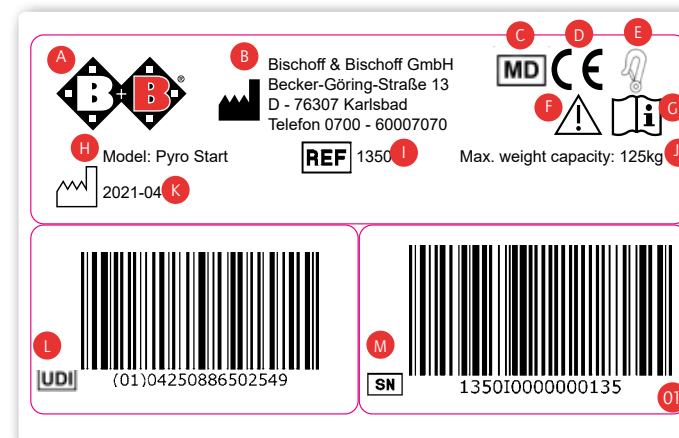 A
B + B ®
B
Bischoff & Bischoff GmbH
Becker-Göring-Straße 13
D - 76307 Karlsbad
Telefon 0700 - 60007070
C
D
E
MD CE
F
G
i
H
Model: Pyro Start
REF 1350
I
Max. weight capacity: 125kg
J
2021-04
K
L
UDI
(01)04250886502549
M
SN
1350I0000000135
01